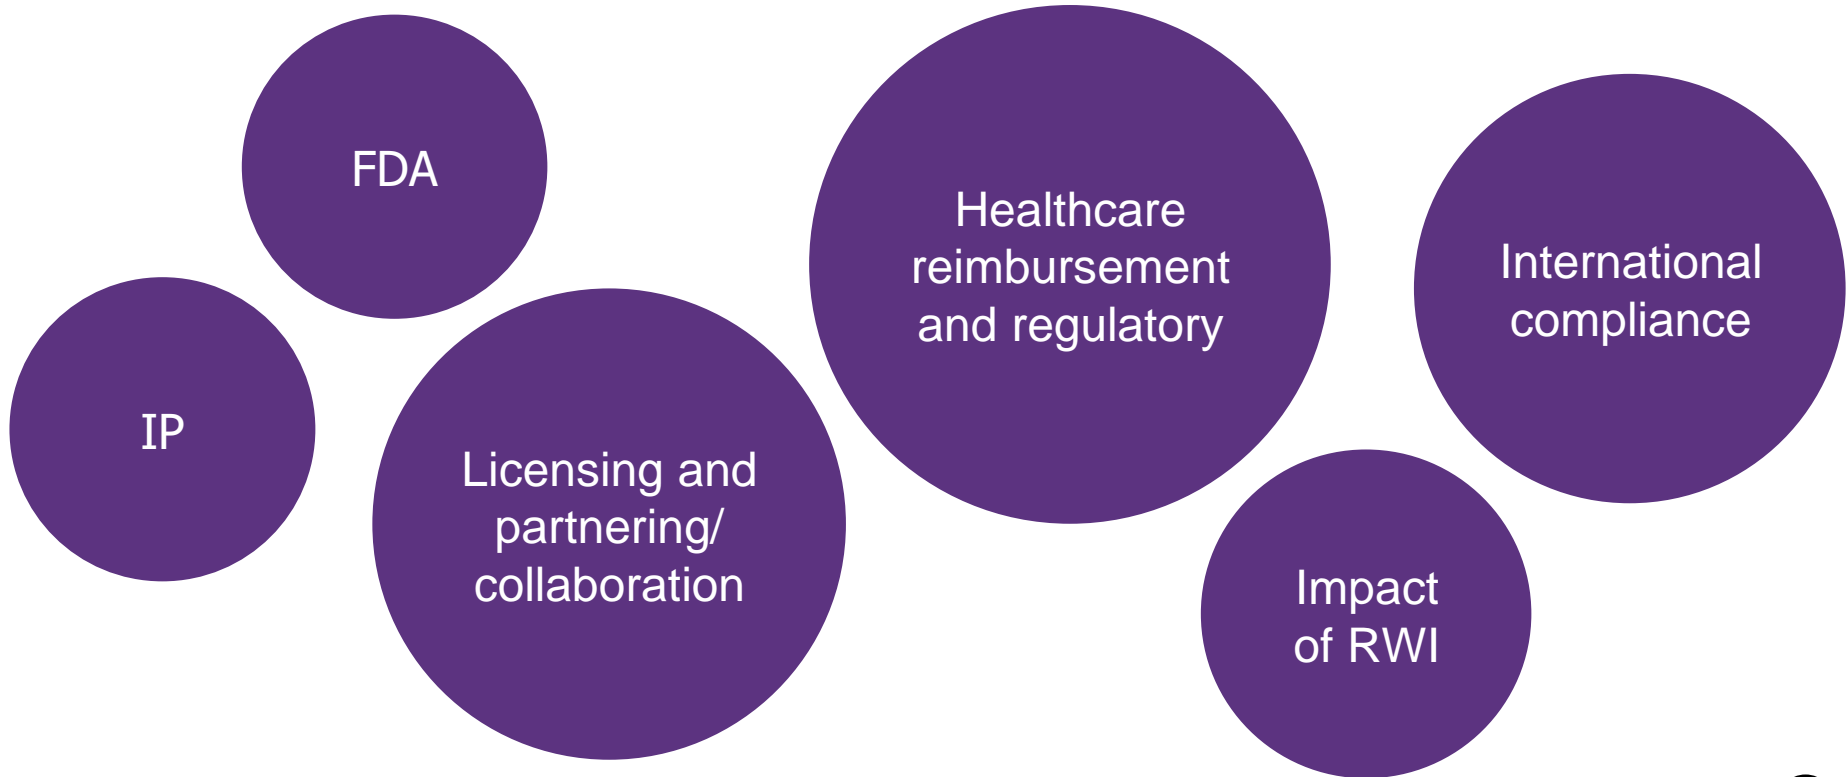 FDA
IP
Licensing and
partnering/
collaboration
Healthcare
reimbursement
and regulatory
International
compliance
Impact
of RWI